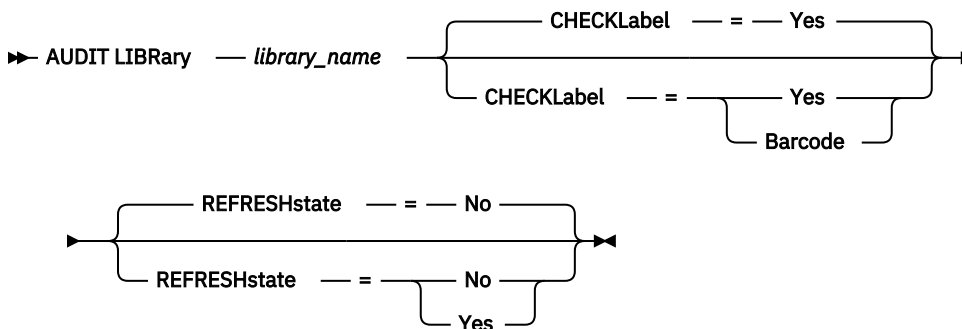 CHECKLabel = Yes
AUDIT LIBRary library_name
CHECKLabel = Yes
Barcode
REFRESHstate = No
REFRESHstate = No
Yes